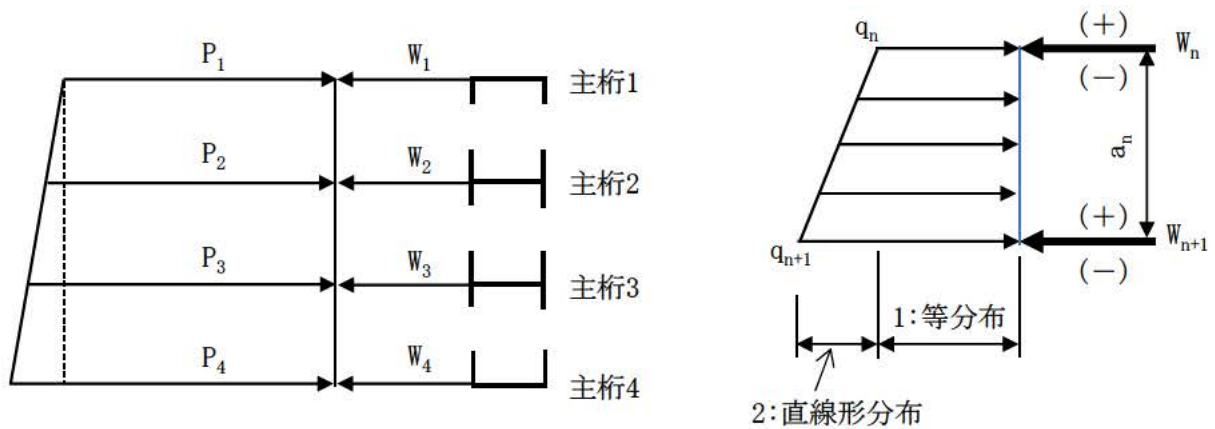 P₁ W₁ 主桁1
P₂ W₂ 主桁2
P₃ W₃ 主桁3
P₄ W₄ 主桁4
qₙ (+) Wₙ
(−)
aₙ
(+)
qₙ₊₁ Wₙ₊₁
(−)
1:等分布
2:直線形分布